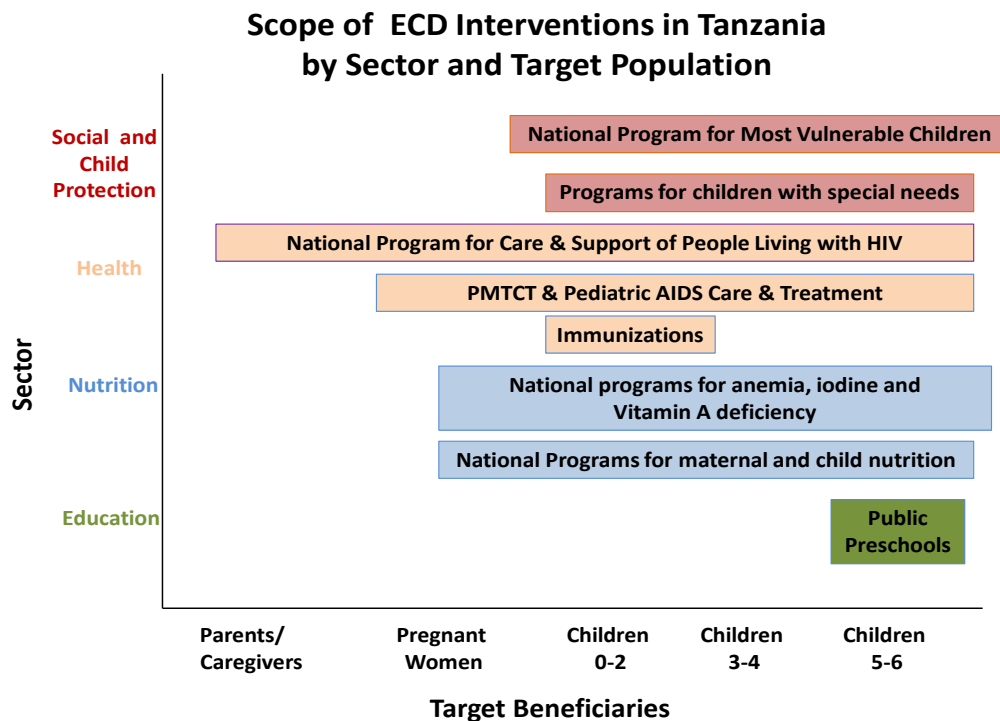 Scope of ECD Interventions in Tanzania
by Sector and Target Population
Social and
Child
Protection
National Program for Most Vulnerable Children
Programs for children with special needs
Health
National Program for Care & Support of People Living with HIV
PMTCT & Pediatric AIDS Care & Treatment
Immunizations
Sector
Nutrition
National programs for anemia, iodine and
Vitamin A deficiency
National Programs for maternal and child nutrition
Education
Public
Preschools
Parents/
Caregivers
Pregnant
Women
Children
0-2
Children
3-4
Children
5-6
Target Beneficiaries